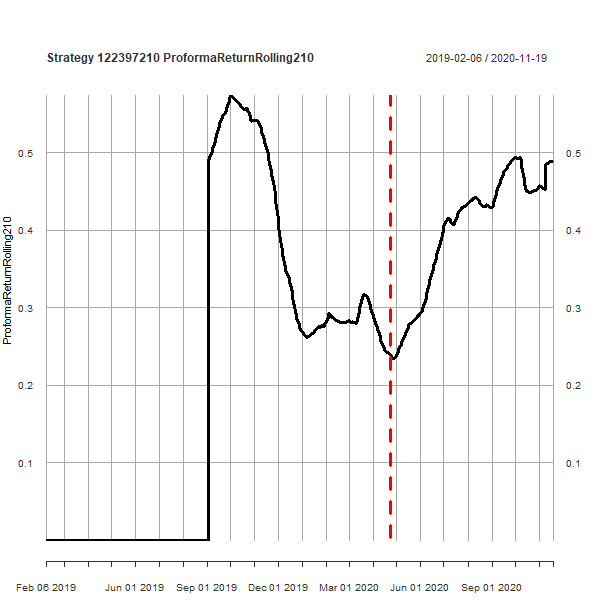 Strategy 122397210 ProformaReturnRolling210
2019-02-06 / 2020-11-19
ProformaReturnRolling210
0.5
0.5
0.4
0.4
0.3
0.3
0.2
0.2
0.1
0.1
Feb 06 2019
Jun 01 2019
Sep 01 2019
Dec 01 2019
Mar 01 2020
Jun 01 2020
Sep 01 2020